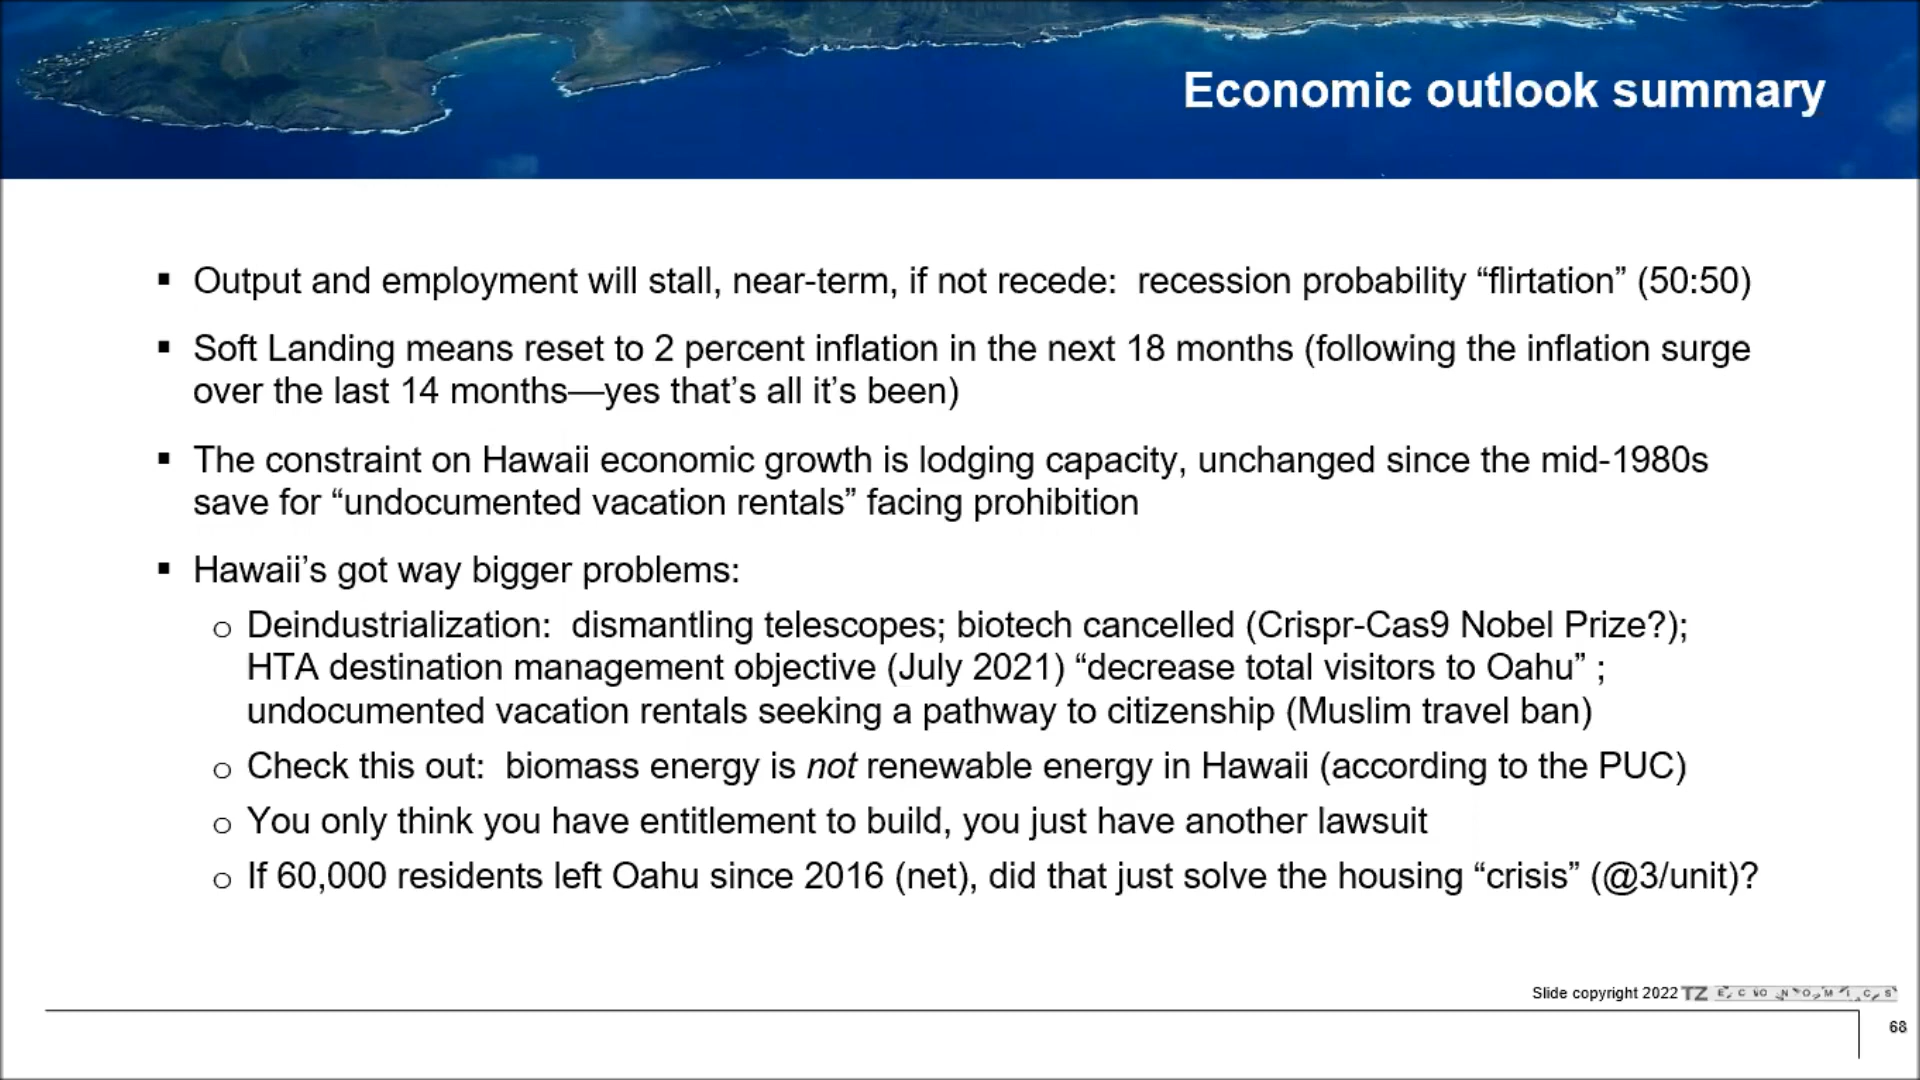 Economic outlook summary
▪ Output and employment will stall, near-term, if not recede:  recession probability “flirtation” (50:50)
▪ Soft Landing means reset to 2 percent inflation in the next 18 months (following the inflation surge
over the last 14 months—yes that’s all it’s been)
▪ The constraint on Hawaii economic growth is lodging capacity, unchanged since the mid-1980s
save for “undocumented vacation rentals” facing prohibition
▪ Hawaii’s got way bigger problems:
o Deindustrialization:  dismantling telescopes; biotech cancelled (Crispr-Cas9 Nobel Prize?);
HTA destination management objective (July 2021) “decrease total visitors to Oahu” ;
undocumented vacation rentals seeking a pathway to citizenship (Muslim travel ban)
o Check this out:  biomass energy is not renewable energy in Hawaii (according to the PUC)
o You only think you have entitlement to build, you just have another lawsuit
o If 60,000 residents left Oahu since 2016 (net), did that just solve the housing “crisis” (@3/unit)?
Slide copyright 2022 TZ ECONOMICS
68